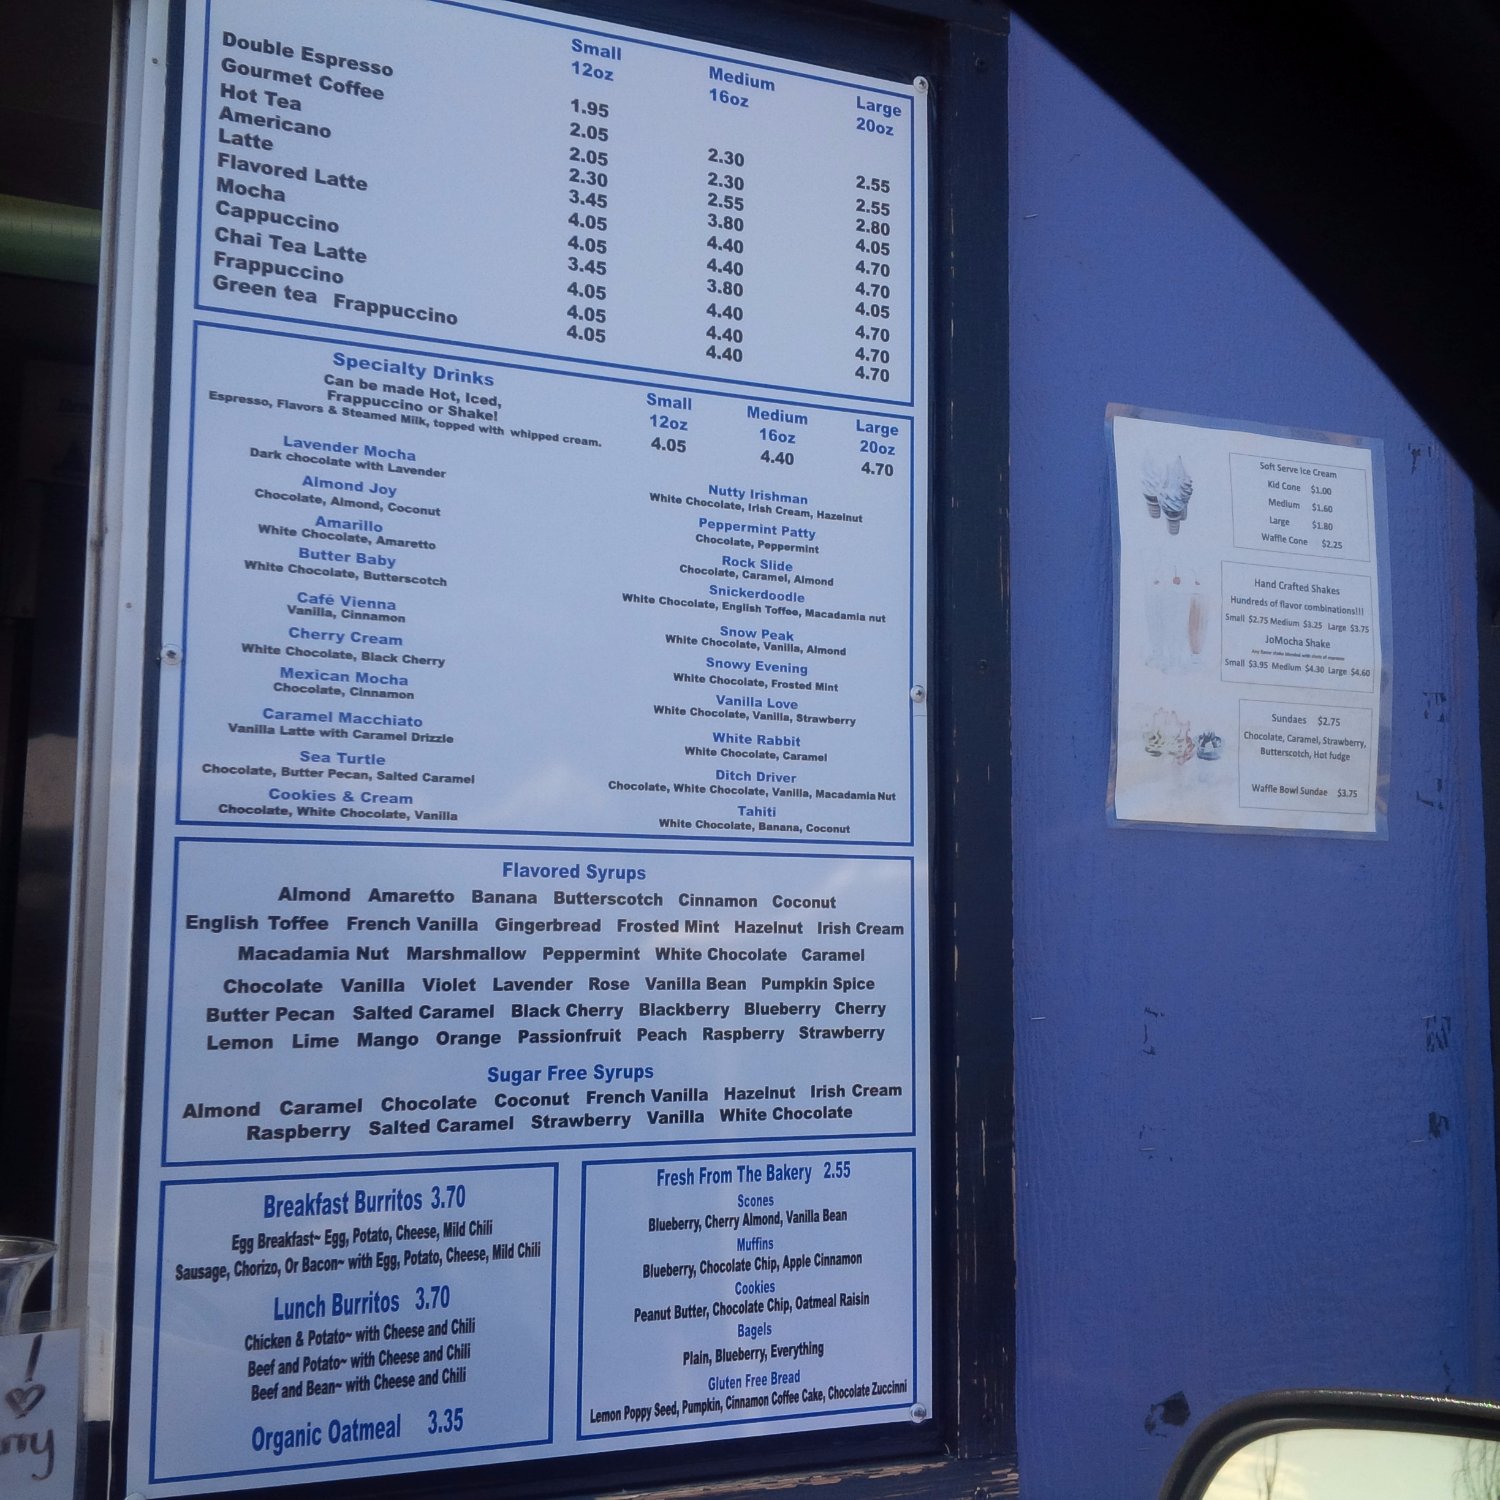 Small Medium Large
12oz 16oz 20oz
Double Espresso 1.95
Gourmet Coffee 2.05 2.30 2.55
Hot Tea 2.05 2.30 2.55
Americano 2.30 2.55 2.80
Latte 3.45 3.80 4.05
Flavored Latte 4.05 4.40 4.70
Mocha 4.05 4.40 4.70
Cappuccino 3.45 3.80 4.05
Chai Tea Latte 4.05 4.40 4.70
Frappuccino 4.05 4.40 4.70
Green tea Frappuccino 4.05 4.40 4.70
Specialty Drinks
Can be made Hot, Iced,
Frappuccino or Shake!
Espresso, Flavors & Steamed Milk, topped with whipped cream.
Small Medium Large
12oz 16oz 20oz
4.05 4.40 4.70
Lavender Mocha
Dark chocolate with Lavender
Almond Joy
Chocolate, Almond, Coconut
Amarillo
White Chocolate, Amaretto
Butter Baby
White Chocolate, Butterscotch
Café Vienna
Vanilla, Cinnamon
Cherry Cream
White Chocolate, Black Cherry
Mexican Mocha
Chocolate, Cinnamon
Caramel Macchiato
Vanilla Latte with Caramel Drizzle
Sea Turtle
Chocolate, Butter Pecan, Salted Caramel
Cookies & Cream
Chocolate, White Chocolate, Vanilla
Nutty Irishman
White Chocolate, Irish Cream, Hazelnut
Peppermint Patty
Chocolate, Peppermint
Rock Slide
Chocolate, Caramel, Almond
Snickerdoodle
White Chocolate, English Toffee, Macadamia nut
Snow Peak
White Chocolate, Vanilla, Almond
Snowy Evening
White Chocolate, Frosted Mint
Vanilla Love
White Chocolate, Vanilla, Strawberry
White Rabbit
White Chocolate, Caramel
Ditch Driver
Chocolate, White Chocolate, Vanilla, Macadamia Nut
Tahiti
White Chocolate, Banana, Coconut
Flavored Syrups
Almond Amaretto Banana Butterscotch Cinnamon Coconut
English Toffee French Vanilla Gingerbread Frosted Mint Hazelnut Irish Cream
Macadamia Nut Marshmallow Peppermint White Chocolate Caramel
Chocolate Vanilla Violet Lavender Rose Vanilla Bean Pumpkin Spice
Butter Pecan Salted Caramel Black Cherry Blackberry Blueberry Cherry
Lemon Lime Mango Orange Passionfruit Peach Raspberry Strawberry
Sugar Free Syrups
Almond Caramel Chocolate Coconut French Vanilla Hazelnut Irish Cream
Raspberry Salted Caramel Strawberry Vanilla White Chocolate
Breakfast Burritos 3.70
Egg Breakfast~ Egg, Potato, Cheese, Mild Chili
Sausage, Chorizo, Or Bacon~ with Egg, Potato, Cheese, Mild Chili
Lunch Burritos 3.70
Chicken & Potato~ with Cheese and Chili
Beef and Potato~ with Cheese and Chili
Beef and Bean~ with Cheese and Chili
Organic Oatmeal 3.35
Fresh From The Bakery 2.55
Scones
Blueberry, Cherry Almond, Vanilla Bean
Muffins
Blueberry, Chocolate Chip, Apple Cinnamon
Cookies
Peanut Butter, Chocolate Chip, Oatmeal Raisin
Bagels
Plain, Blueberry, Everything
Gluten Free Bread
Lemon Poppy Seed, Pumpkin, Cinnamon Coffee Cake, Chocolate Zuccinni
Soft Serve Ice Cream
Kid Cone $1.00
Medium $1.60
Large $1.80
Waffle Cone $2.25
Hand Crafted Shakes
Hundreds of flavor combinations!!!
Small $2.75 Medium $3.25 Large $3.75
JoMocha Shake
Any flavor shake blended with shots of espresso
Small $3.95 Medium $4.30 Large $4.60
Sundaes $2.75
Chocolate, Caramel, Strawberry,
Butterscotch, Hot fudge
Waffle Bowl Sundae $3.75